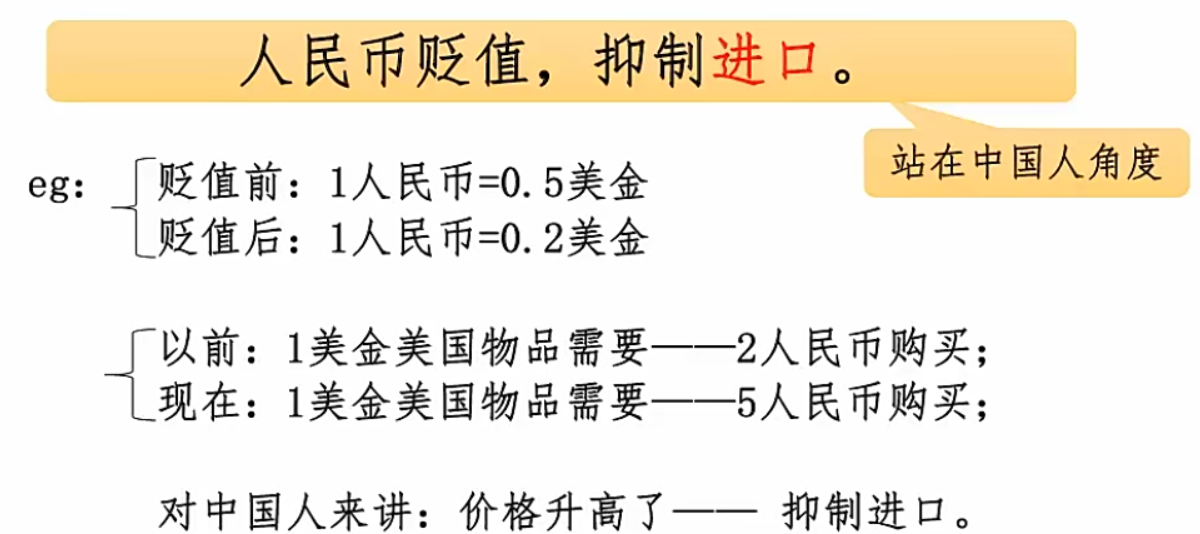 人民币贬值，抑制进口。
站在中国人角度
eg：
贬值前：1人民币=0.5美金
贬值后：1人民币=0.2美金
以前：1美金美国物品需要——2人民币购买；
现在：1美金美国物品需要——5人民币购买；
对中国人来讲：价格升高了—— 抑制进口。